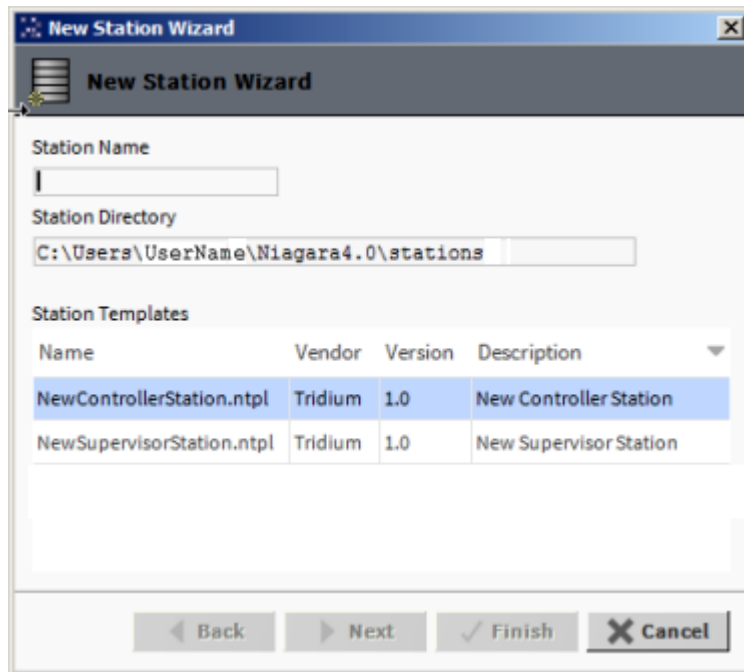 New Station Wizard
New Station Wizard
Station Name
Station Directory
C:\Users\UserName\Niagara4.0\stations
Station Templates
Name Vendor Version Description
NewControllerStation.ntpl Tridium 1.0 New Controller Station
NewSupervisorStation.ntpl Tridium 1.0 New Supervisor Station
Back Next Finish Cancel